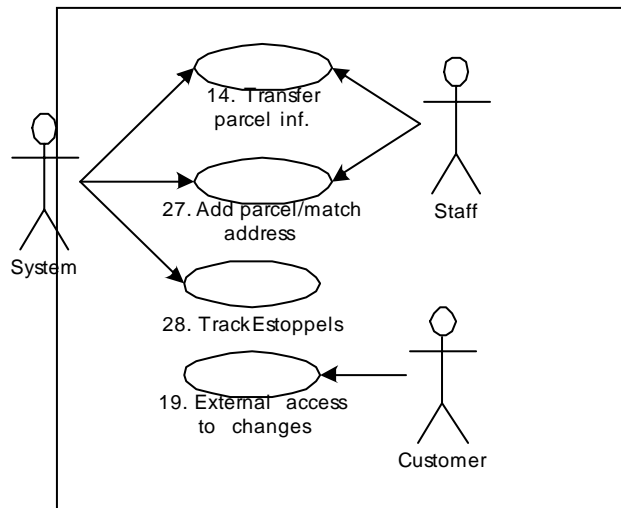 14. Transfer
parcel inf.
27. Add parcel/match
address
Staff
System
28. TrackEstoppels
19. External access
to changes
Customer